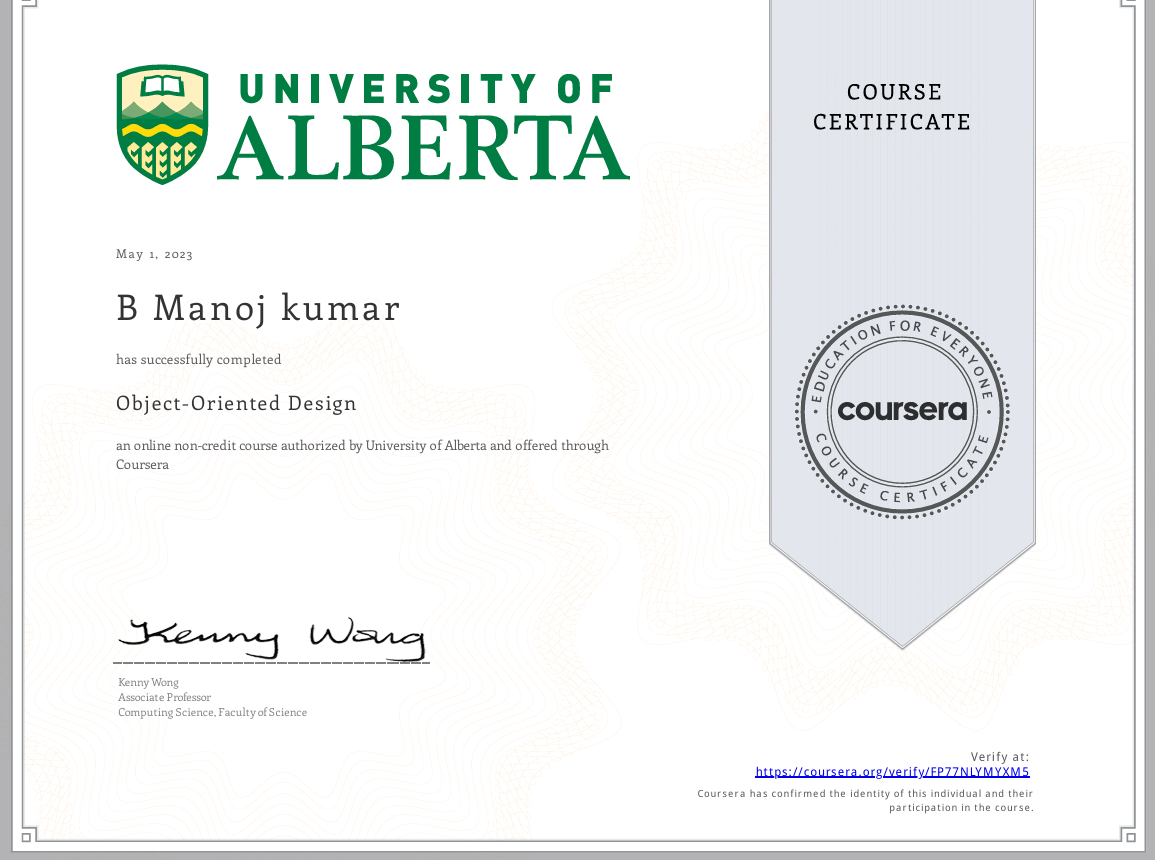 UNIVERSITY OF
ALBERTA
COURSE
CERTIFICATE
May 1, 2023
B Manoj kumar
has successfully completed
Object-Oriented Design
an online non-credit course authorized by University of Alberta and offered through
Coursera
EDUCATION FOR EVERYONE
coursera
COURSE CERTIFICATE
Kenny Wong
Kenny Wong
Associate Professor
Computing Science, Faculty of Science
Verify at:
https://coursera.org/verify/FP77NLYMYXM5
Coursera has confirmed the identity of this individual and their
participation in the course.